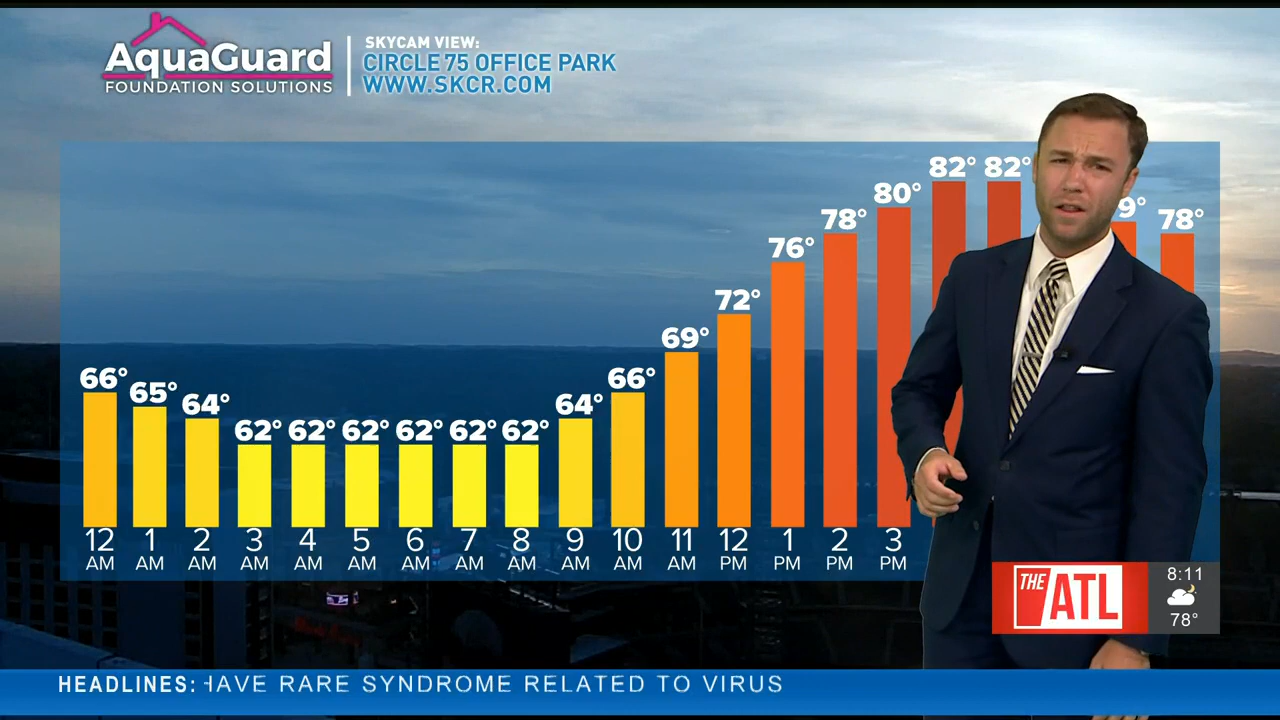 AquaGuard
FOUNDATION SOLUTIONS
SKYCAM VIEW:
CIRCLE 75 OFFICE PARK
WWW.SKCR.COM
82° 82°
80°
78° 9° 78°
76°
72°
69°
66° 65° 64° 62° 62° 62° 62° 62° 62° 64° 66°
12 1 2 3 4 5 6 7 8 9 10 11 12 1 2 3
AM AM AM AM AM AM AM AM AM AM AM AM PM PM PM PM
THE ATL
8:11
78°
HEADLINES: HAVE RARE SYNDROME RELATED TO VIRUS